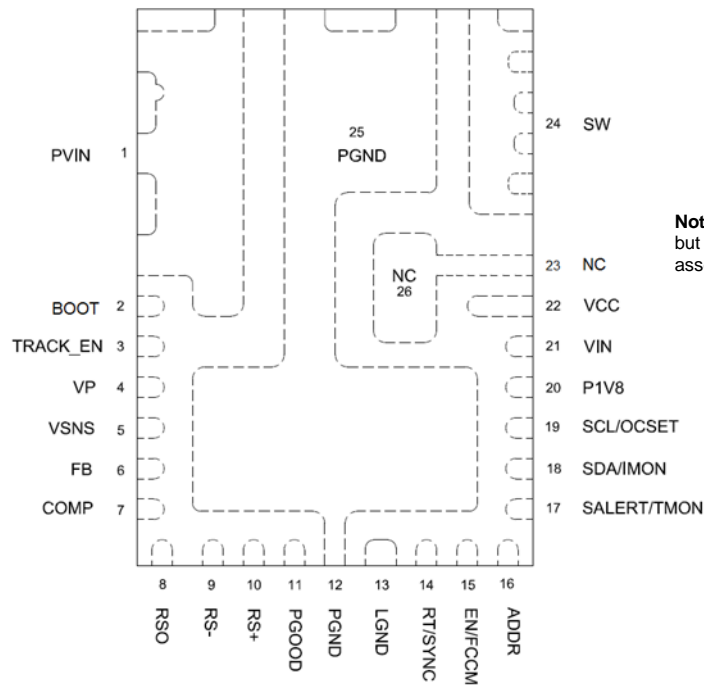 25
PGND
PVIN 1
24 SW
Not
but
ass
23 NC
NC
26
BOOT 2
22 VCC
TRACK_EN 3
21 VIN
VP 4
20 P1V8
VSNS 5
19 SCL/OCSET
FB 6
18 SDA/IMON
COMP 7
17 SALERT/TMON
8 9 10 11 12 13 14 15 16
RSO
RS-
RS+
PGOOD
PGND
LGND
RT/SYNC
EN/FCCM
ADDR